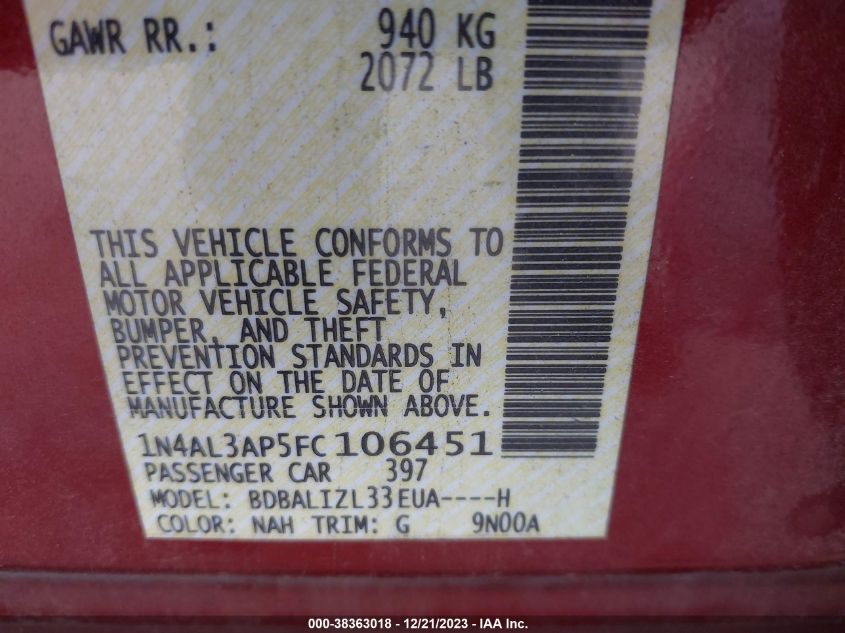 GAWR RR.: 940 KG
2072 LB
THIS VEHICLE CONFORMS TO
ALL APPLICABLE FEDERAL
MOTOR VEHICLE SAFETY,
BUMPER, AND THEFT
PREVENTION STANDARDS IN
EFFECT ON THE DATE OF
MANUFACTURE SHOWN ABOVE.
1N4AL3AP5FC106451
PASSENGER CAR 397
MODEL: BDBALIZL33EUA----H
COLOR: NAH TRIM: G 9N00A
000-38363018 - 12/21/2023 - IAA Inc.